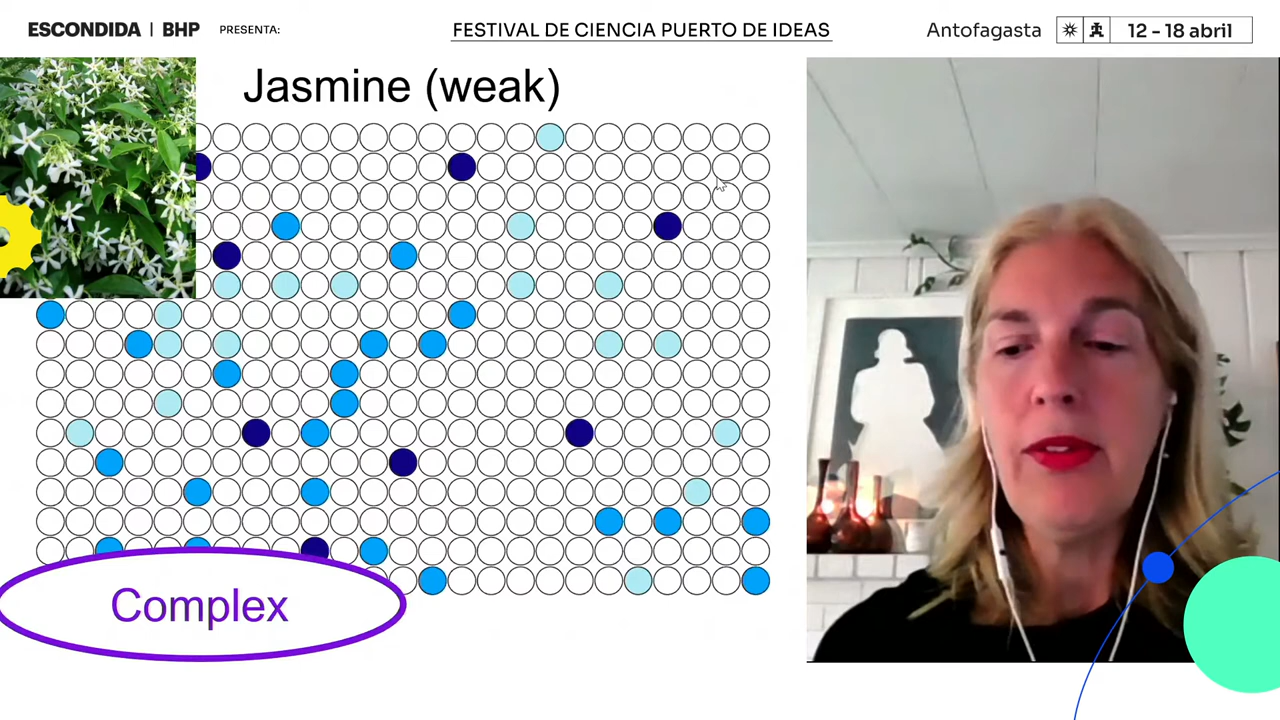 ESCONDIDA | BHP PRESENTA:
FESTIVAL DE CIENCIA PUERTO DE IDEAS
Antofagasta
12 - 18 abril
Jasmine (weak)
Complex